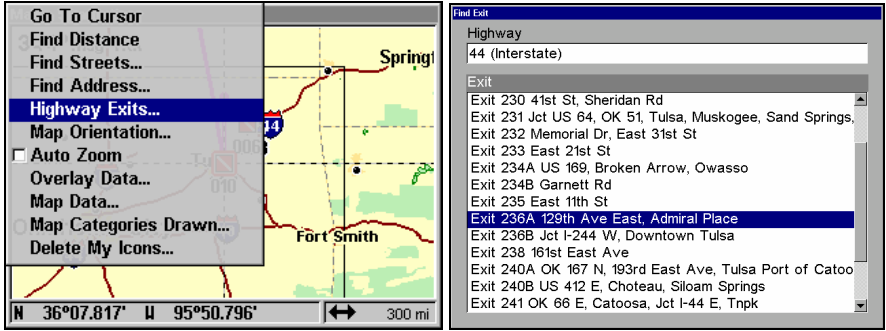 Go To Cursor
Find Distance
Find Streets...
Find Address...
Highway Exits...
Map Orientation...
Auto Zoom
Overlay Data...
Map Data...
Map Categories Drawn...
Delete My Icons...
Springf
44
006
Tu
010
Fort Smith
N 36°07.817' W 95°50.796'
300 mi
Find Exit
Highway
44 (Interstate)
Exit
Exit 230 41st St, Sheridan Rd
Exit 231 Jct US 64, OK 51, Tulsa, Muskogee, Sand Springs,
Exit 232 Memorial Dr, East 31st St
Exit 233 East 21st St
Exit 234A US 169, Broken Arrow, Owasso
Exit 234B Garnett Rd
Exit 235 East 11th St
Exit 236A 129th Ave East, Admiral Place
Exit 236B Jct I-244 W, Downtown Tulsa
Exit 238 161st East Ave
Exit 240A OK 167 N, 193rd East Ave, Tulsa Port of Catoo
Exit 240B US 412 E, Choteau, Siloam Springs
Exit 241 OK 66 E, Catoosa, Jct I-44 E, Tnpk